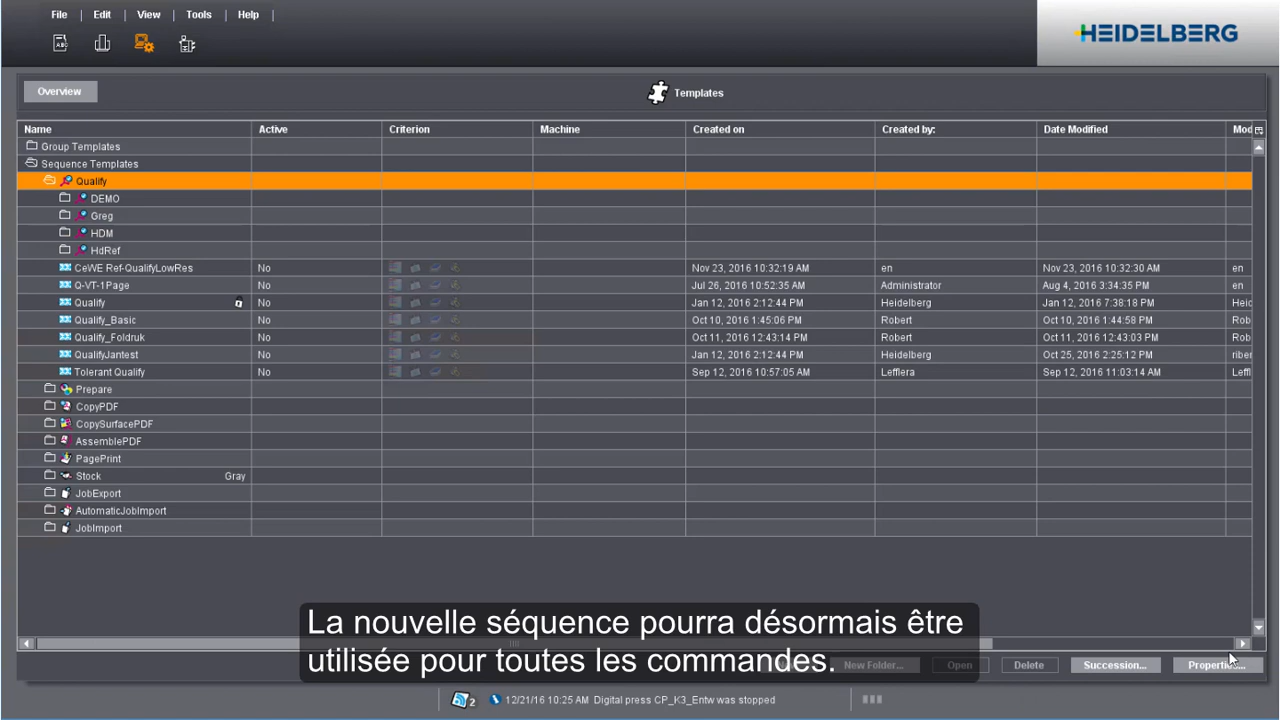 File | Edit | View | Tools | Help
HEIDELBERG
Overview
Templates
Name Active Criterion Machine Created on Created by: Date Modified Mod
Group Templates
Sequence Templates
Qualify
DEMO
Greg
HDM
HdRef
CeWE Ref-QualifyLowRes No Nov 23, 2016 10:32:19 AM en Nov 23, 2016 10:32:30 AM en
Q-VT-1Page No Jul 26, 2016 10:52:35 AM Administrator Aug 4, 2016 3:34:35 PM en
Qualify No Jan 12, 2016 2:12:44 PM Heidelberg Jan 12, 2016 7:38:18 PM Heid
Qualify_Basic No Oct 10, 2016 1:45:06 PM Robert Oct 10, 2016 1:44:58 PM Rob
Qualify_Foldruk No Oct 11, 2016 12:43:14 PM Robert Oct 11, 2016 12:43:03 PM Rob
QualifyJantest No Jan 12, 2016 2:12:44 PM Heidelberg Oct 25, 2016 2:25:12 PM riber
Tolerant Qualify No Sep 12, 2016 10:57:05 AM Lefflera Sep 12, 2016 11:03:14 AM Leffl
Prepare
CopyPDF
CopySurfacePDF
AssemblePDF
PagePrint
Stock Gray
JobExport
AutomaticJobImport
JobImport
La nouvelle séquence pourra désormais être
utilisée pour toutes les commandes.
New Folder... Open Delete Succession... Properties...
2 12/21/16 10:25 AM Digital press CP_K3_Entw was stopped